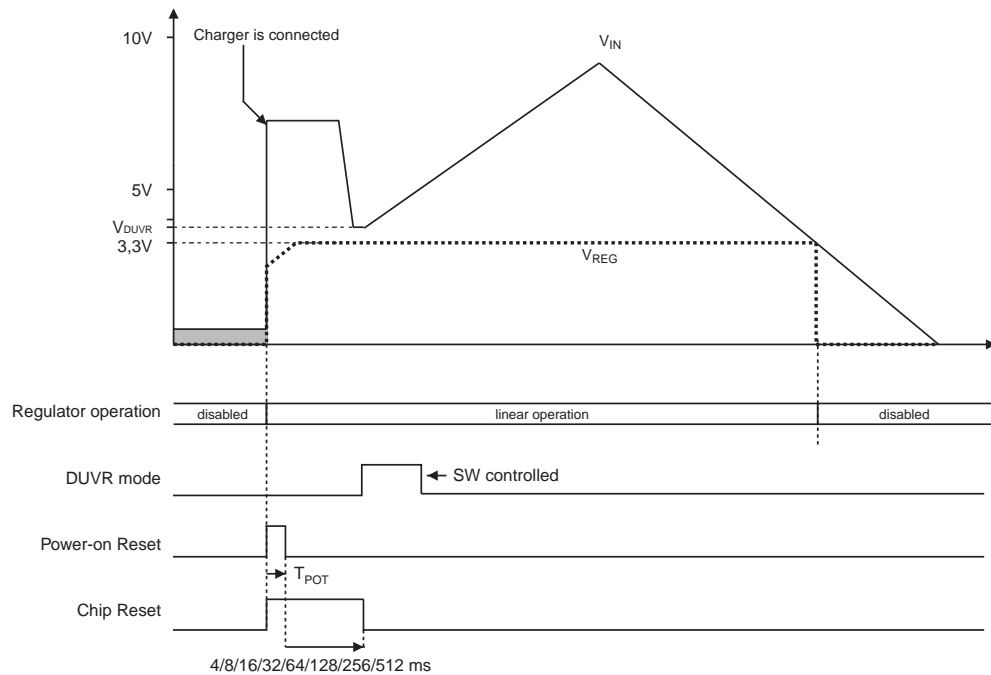 10V
Charger is connected
VIN
5V
VDUVR
3,3V
VREG
Regulator operation
disabled
linear operation
disabled
DUVR mode
SW controlled
Power-on Reset
TPOT
Chip Reset
4/8/16/32/64/128/256/512 ms